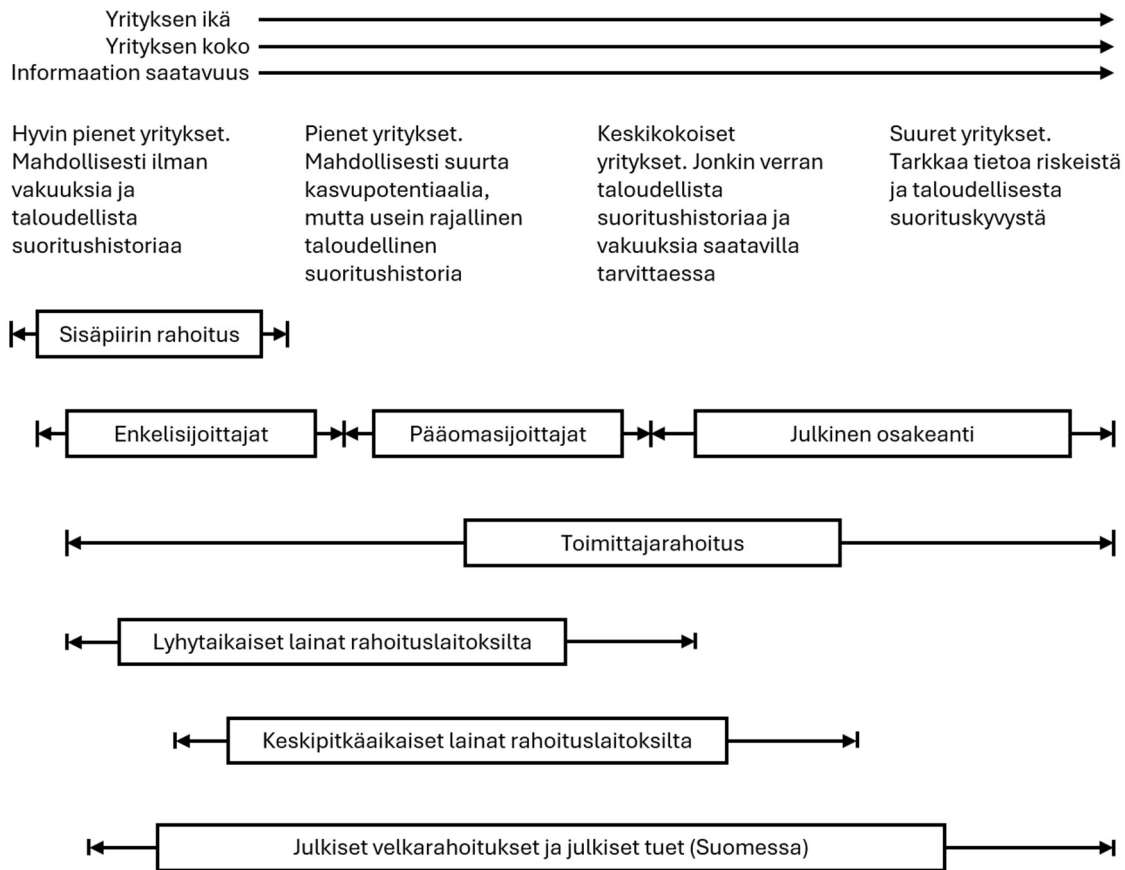 Yrityksen ikä
Yrityksen koko
Informaation saatavuus
Hyvin pienet yritykset.
Mahdollisesti ilman
vakuuksia ja
taloudellista
suoritushistoriaa
Pienet yritykset.
Mahdollisesti suurta
kasvupotentiaalia,
mutta usein rajallinen
taloudellinen
suoritushistoria
Keskikokoiset
yritykset. Jonkin verran
taloudellista
suoritushistoriaa ja
vakuuksia saatavilla
tarvittaessa
Suuret yritykset.
Tarkkaa tietoa riskeistä
ja taloudellisesta
suorituskyvystä
Sisäpiirin rahoitus
Enkelisijoittajat
Pääomasijoittajat
Julkinen osakeanti
Toimittajarahoitus
Lyhytaikaiset lainat rahoituslaitoksilta
Keskipitkäaikaiset lainat rahoituslaitoksilta
Julkiset velkarahoitukset ja julkiset tuet (Suomessa)